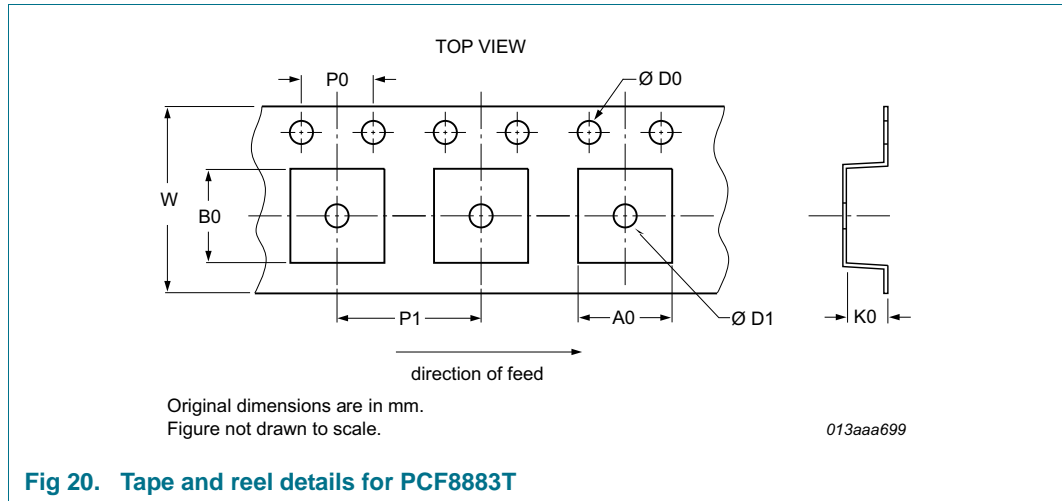 TOP VIEW
P0
Ø D0
W
B0
P1
A0
Ø D1
K0
direction of feed
Original dimensions are in mm.
Figure not drawn to scale.
013aaa699
Fig 20. Tape and reel details for PCF8883T